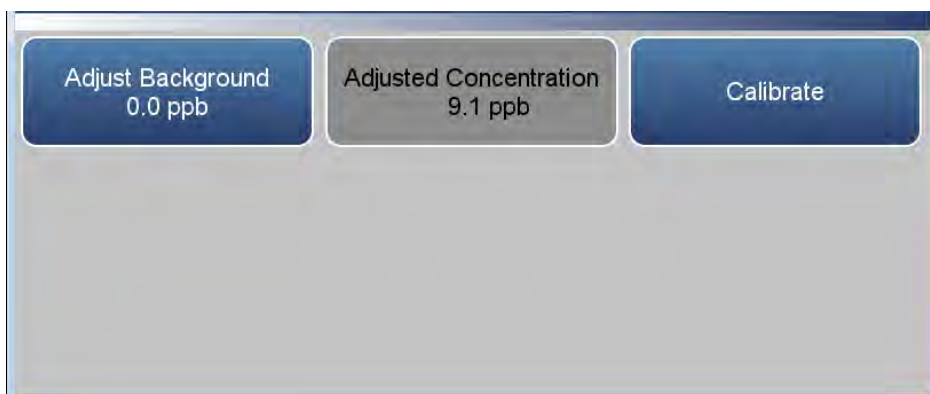 Adjust Background
0.0 ppb
Adjusted Concentration
9.1 ppb
Calibrate